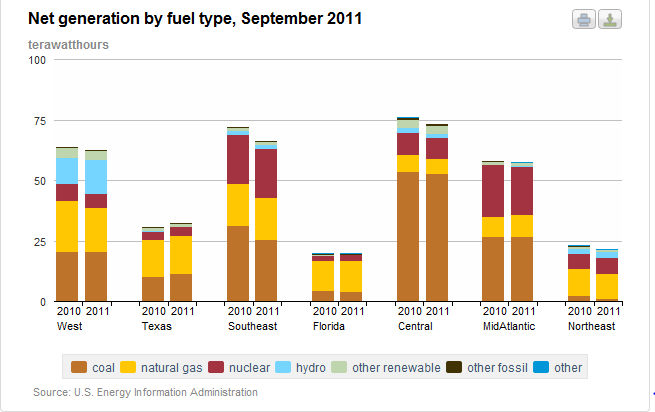 Net generation by fuel type, September 2011
terawatthours
100
75
50
25
0
2010 2011 2010 2011 2010 2011 2010 2011 2010 2011 2010 2011 2010 2011
West Texas Southeast Florida Central MidAtlantic Northeast
coal natural gas nuclear hydro other renewable other fossil other
Source: U.S. Energy Information Administration